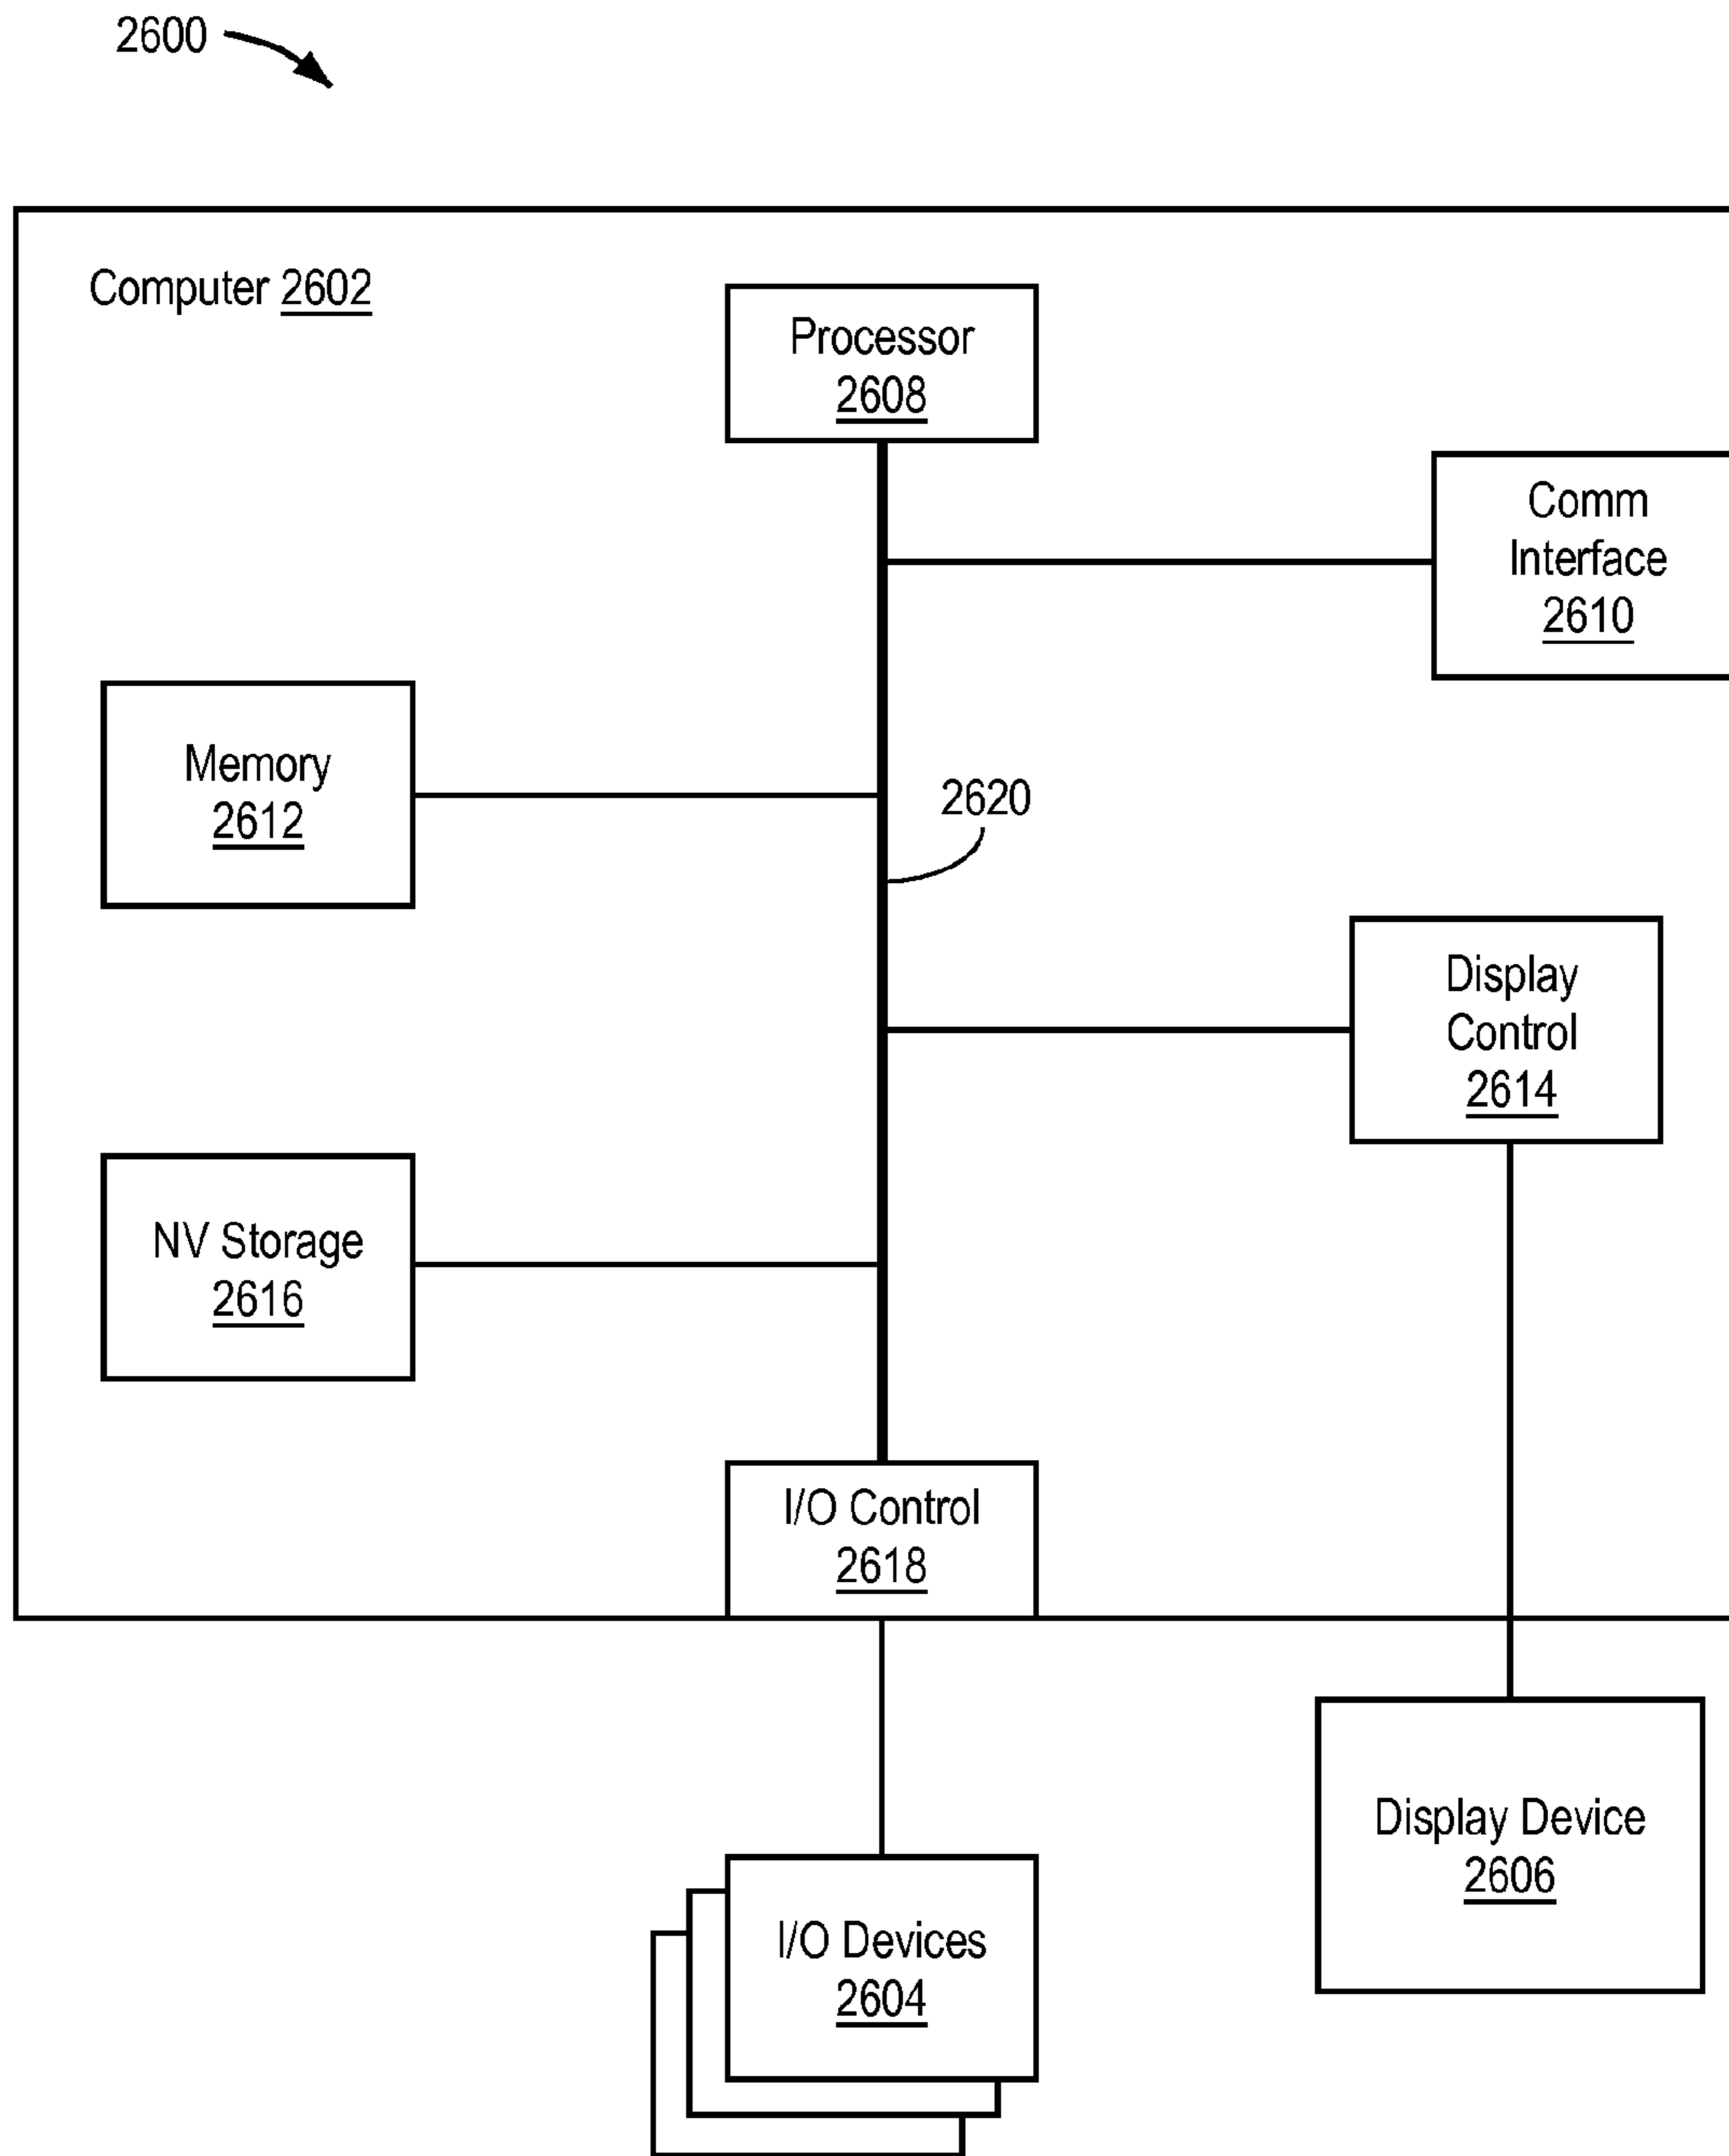 2600
Computer 2602
Processor
2608
Comm
Interface
2610
Memory
2612
2620
Display
Control
2614
NV Storage
2616
I/O Control
2618
Display Device
2606
I/O Devices
2604